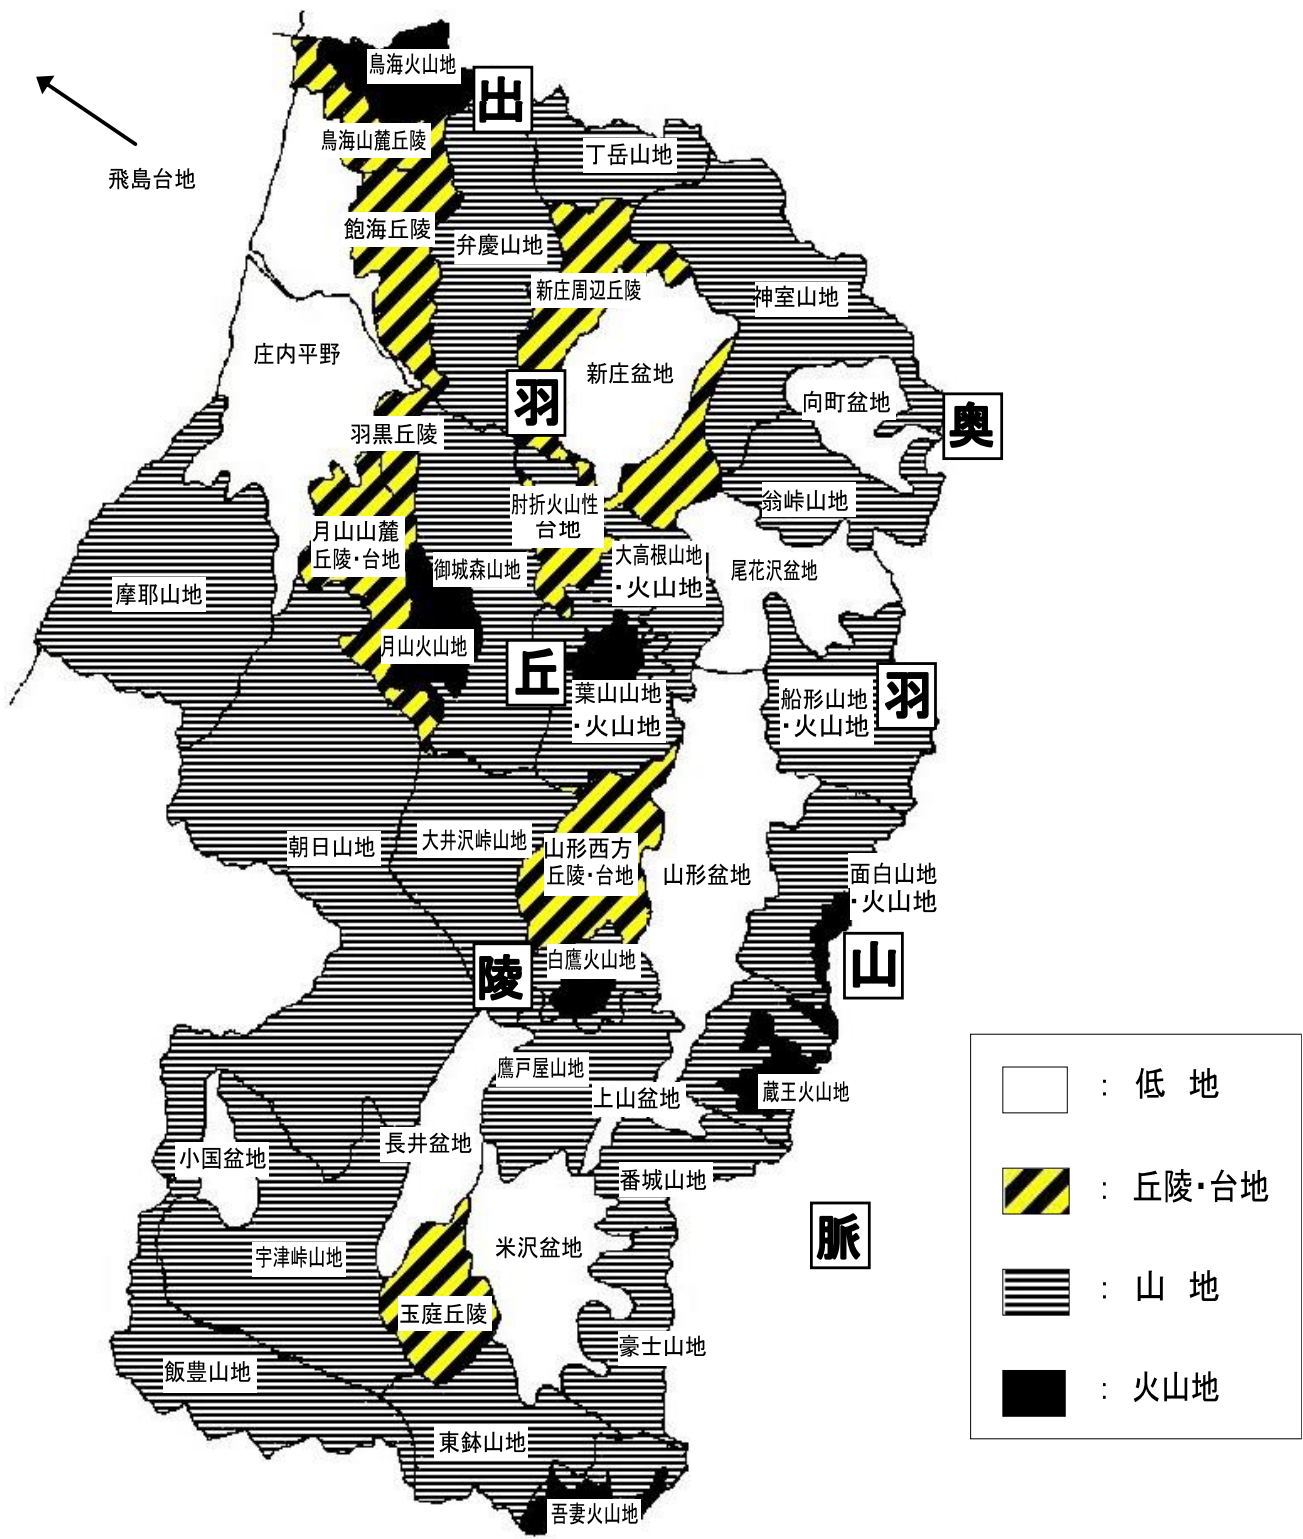 鳥海火山地
出
鳥海山麓丘陵
丁岳山地
飛島台地
飽海丘陵
弁慶山地
新庄周辺丘陵
神室山地
庄内平野
新庄盆地
羽
向町盆地
奥
羽黒丘陵
肘折火山性
台地
翁峠山地
月山山麓
丘陵・台地
御城森山地
大高根山地
・火山地
尾花沢盆地
摩耶山地
月山火山地
丘
葉山山地
・火山地
船形山地
・火山地
羽
朝日山地
大井沢峠山地
山形西方
丘陵・台地
山形盆地
面白山地
・火山地
陵
白鷹火山地
山
鷹戸屋山地
上山盆地
蔵王火山地
長井盆地
小国盆地
番城山地
脈
宇津峠山地
米沢盆地
玉庭丘陵
豪士山地
飯豊山地
東鉢山地
吾妻火山地
： 低 地
： 丘陵・台地
： 山 地
： 火山地